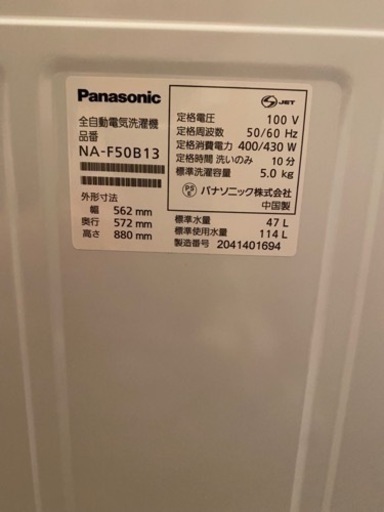 Panasonic
全自動電気洗濯機
品番
NA-F50B13
外形寸法
幅 562 mm
奥行 572 mm
高さ 880 mm
S JET
定格電圧 100 V
定格周波数 50/60 Hz
定格消費電力 400/430 W
定格時間 洗いのみ 10分
標準洗濯容量 5.0 kg
PS E パナソニック株式会社
中国製
標準水量 47 L
標準使用水量 114 L
製造番号 2041401694